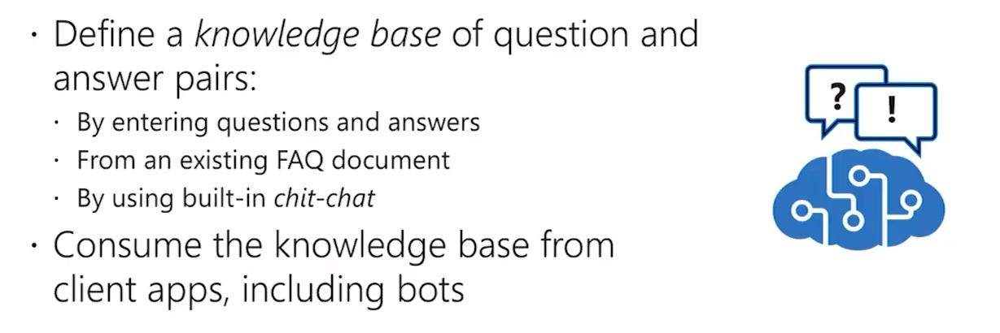 · Define a knowledge base of question and
answer pairs:
· By entering questions and answers
· From an existing FAQ document
· By using built-in chit-chat
· Consume the knowledge base from
client apps, including bots
? !